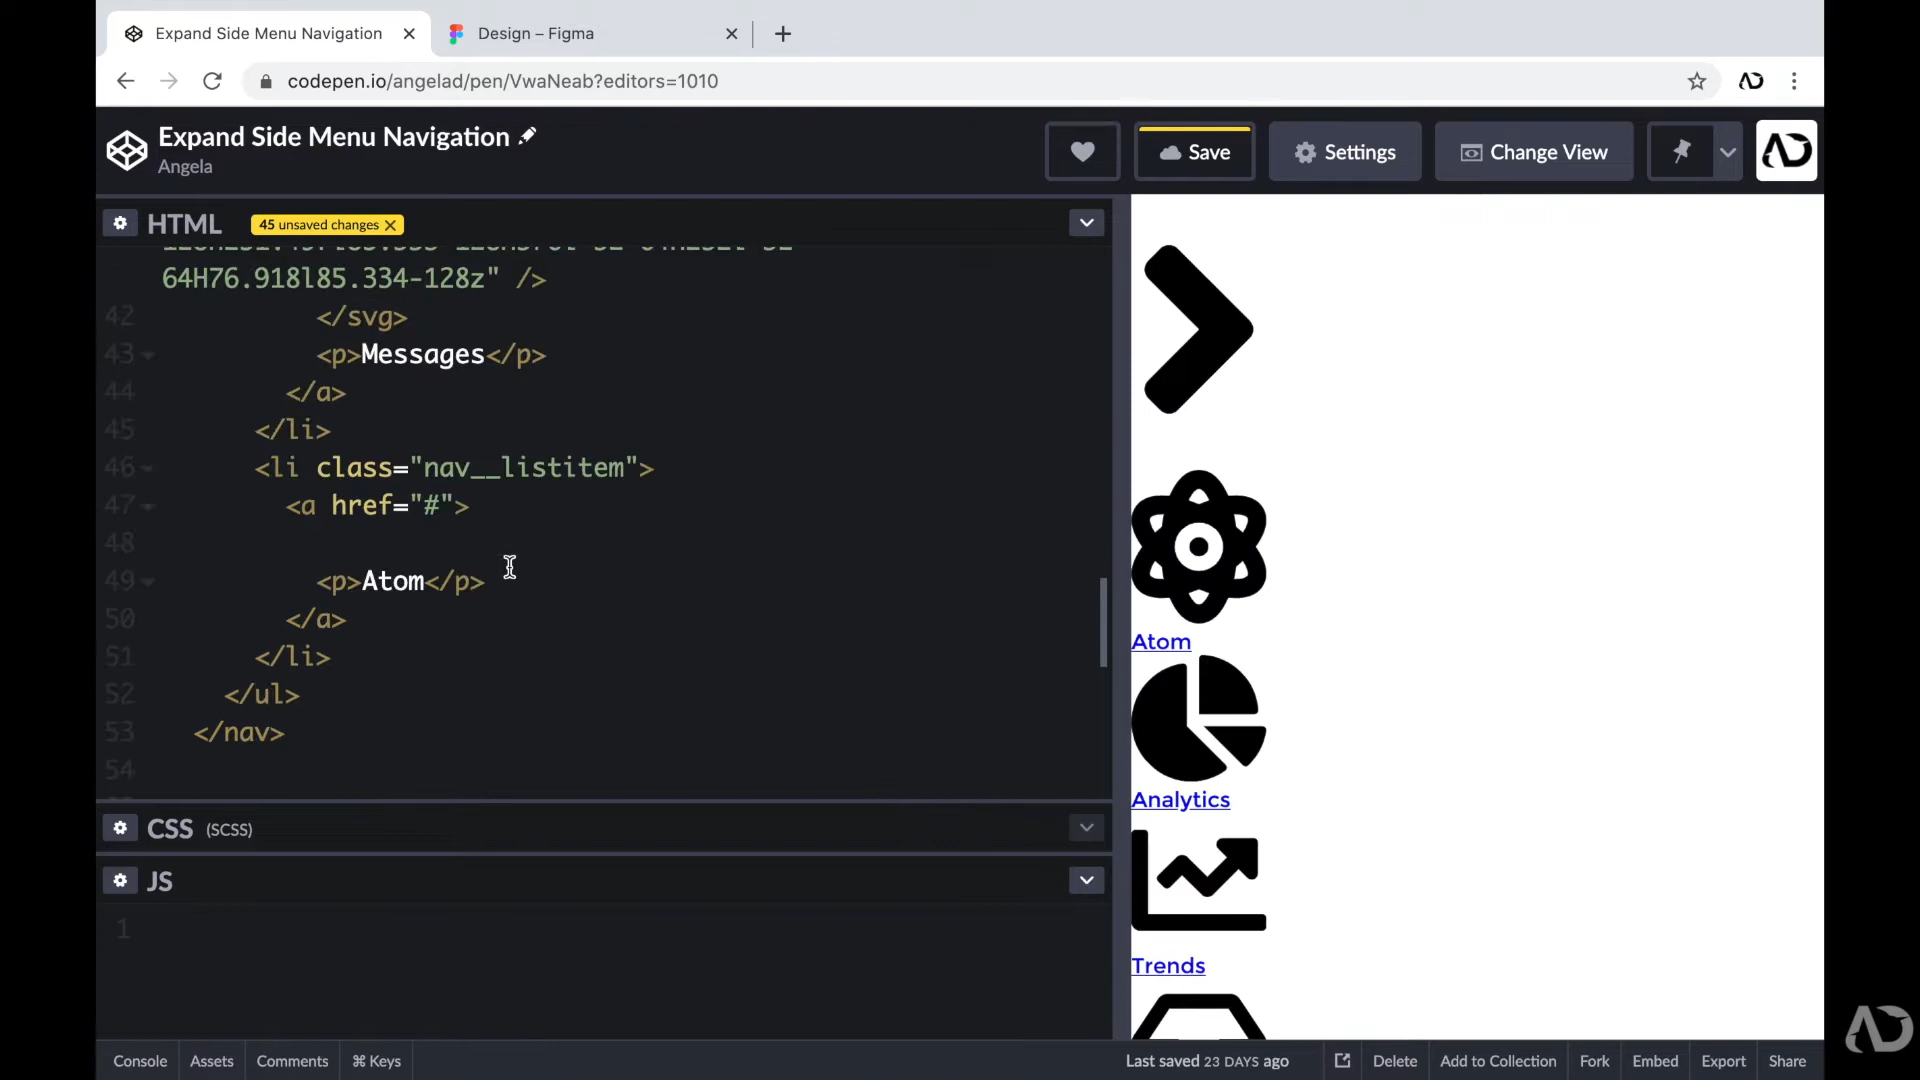 Expand Side Menu Navigation
Design – Figma
codepen.io/angelad/pen/VwaNeab?editors=1010
Expand Side Menu Navigation
Angela
Save
Settings
Change View
HTML
45 unsaved changes
64H76.918l85.334-128z" />
42 </svg>
43 <p>Messages</p>
44 </a>
45 </li>
46 <li class="nav__listitem">
47 <a href="#">
48
49 <p>Atom</p>
50 </a>
51 </li>
52 </ul>
53 </nav>
54
CSS (SCSS)
JS
1
Atom
Analytics
Trends
Console
Assets
Comments
⌘ Keys
Last saved 23 DAYS ago
Delete
Add to Collection
Fork
Embed
Export
Share